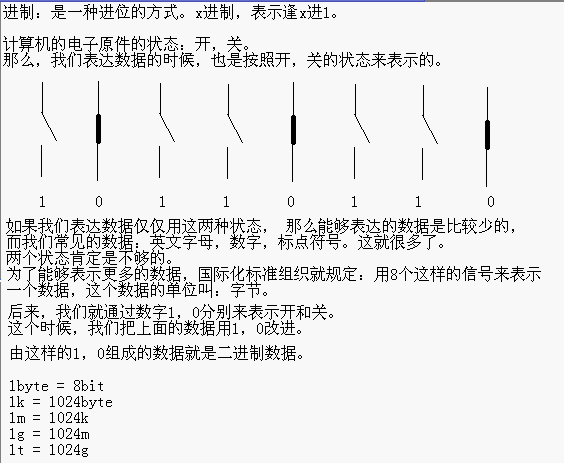 进制：是一种进位的方式。x进制，表示逢x进1。
计算机的电子原件的状态：开，关。
那么，我们表达数据的时候，也是按照开，关的状态来表示的。
1 0 1 1 0 1 1 0
如果我们表达数据仅仅用这两种状态， 那么能够表达的数据是比较少的，
而我们常见的数据：英文字母，数字，标点符号。这就很多了。
两个状态肯定是不够的。
为了能够表示更多的数据，国际化标准组织就规定：用8个这样的信号来表示
一个数据，这个数据的单位叫：字节。
后来，我们就通过数字1，0分别来表示开和关。
这个时候，我们把上面的数据用1，0改进。
由这样的1，0组成的数据就是二进制数据。
1byte = 8bit
1k = 1024byte
1m = 1024k
1g = 1024m
1t = 1024g